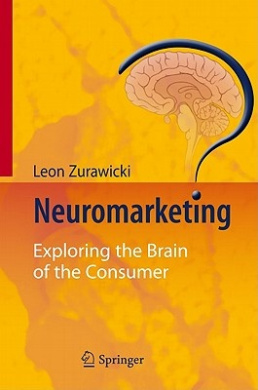 Leon Zurawicki
Neuromarketing
Exploring the Brain
of the Consumer
Springer